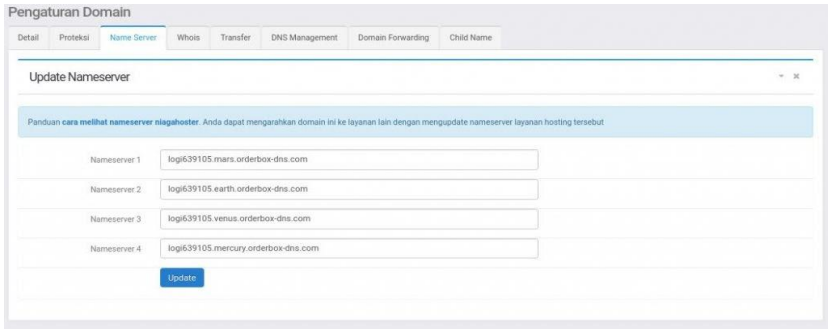 Pengaturan Domain
Detail Proteksi Name Server Whois Transfer DNS Management Domain Forwarding Child Name
Update Nameserver
Panduan cara melihat nameserver niagahoster. Anda dapat mengarahkan domain ini ke layanan lain dengan mengupdate nameserver layanan hosting tersebut
Nameserver 1 logi639105.mars.orderbox-dns.com
Nameserver 2 logi639105.earth.orderbox-dns.com
Nameserver 3 logi639105.venus.orderbox-dns.com
Nameserver 4 logi639105.mercury.orderbox-dns.com
Update